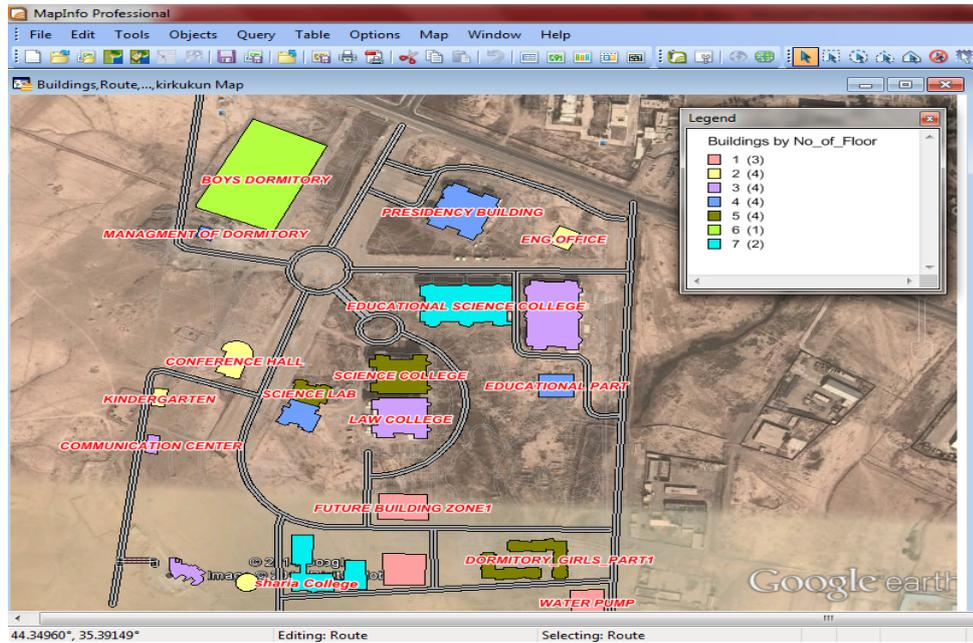 MapInfo Professional
File Edit Tools Objects Query Table Options Map Window Help
Buildings,Route,...,kirkukun Map
Legend
Buildings by No_of_Floor
1 (3)
2 (4)
3 (4)
4 (4)
5 (4)
6 (1)
7 (2)
BOYS DORMITORY
PRESIDENCY BUILDING
MANAGMENT OF DORMITORY
ENG.OFFICE
EDUCATIONAL SCIENCE COLLEGE
CONFERENCE HALL
SCIENCE COLLEGE
EDUCATIONAL PART
KINDERGARTEN
SCIENCE LAB
LAW COLLEGE
COMMUNICATION CENTER
FUTURE BUILDING ZONE1
DORMITORY GIRLS PART1
Sharia College
Google earth
WATER PUMP
44.34960°, 35.39149° Editing: Route Selecting: Route